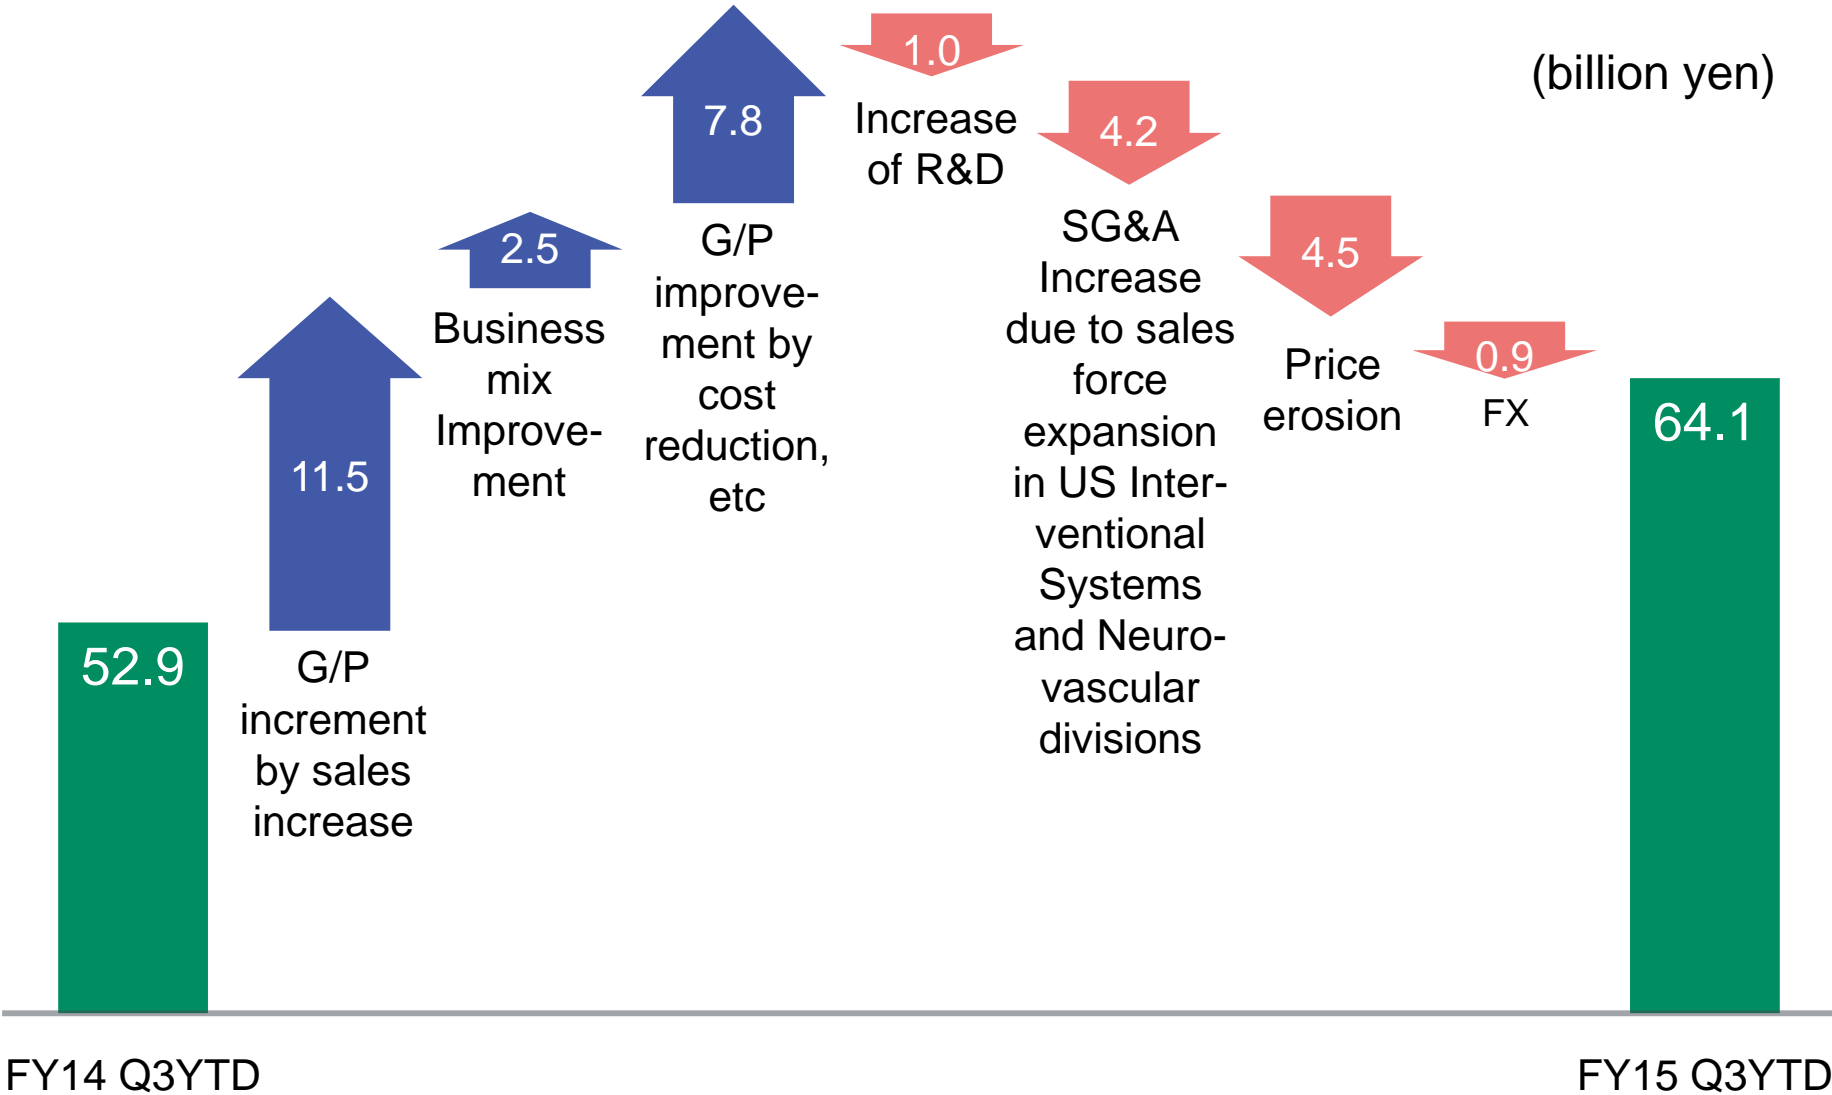 (billion yen)
52.9
11.5
G/P
increment
by sales
increase
2.5
Business
mix
Improve-
ment
7.8
G/P
improve-
ment by
cost
reduction,
etc
1.0
Increase
of R&D
4.2
SG&A
Increase
due to sales
force
expansion
in US Inter-
ventional
Systems
and Neuro-
vascular
divisions
4.5
Price
erosion
0.9
FX
64.1
FY14 Q3YTD
FY15 Q3YTD